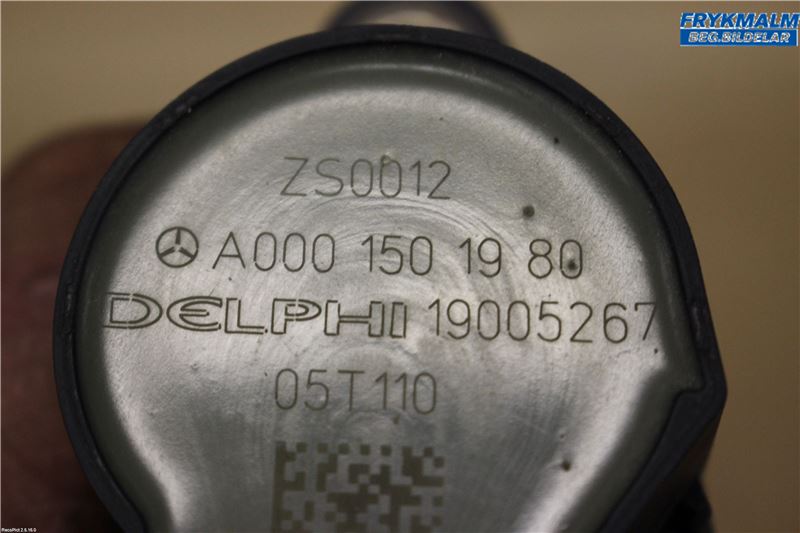 FRYKMALM
BEG.BILDELAR
ZS0012
A000 150 19 80
DELPHI 19005267
05T110